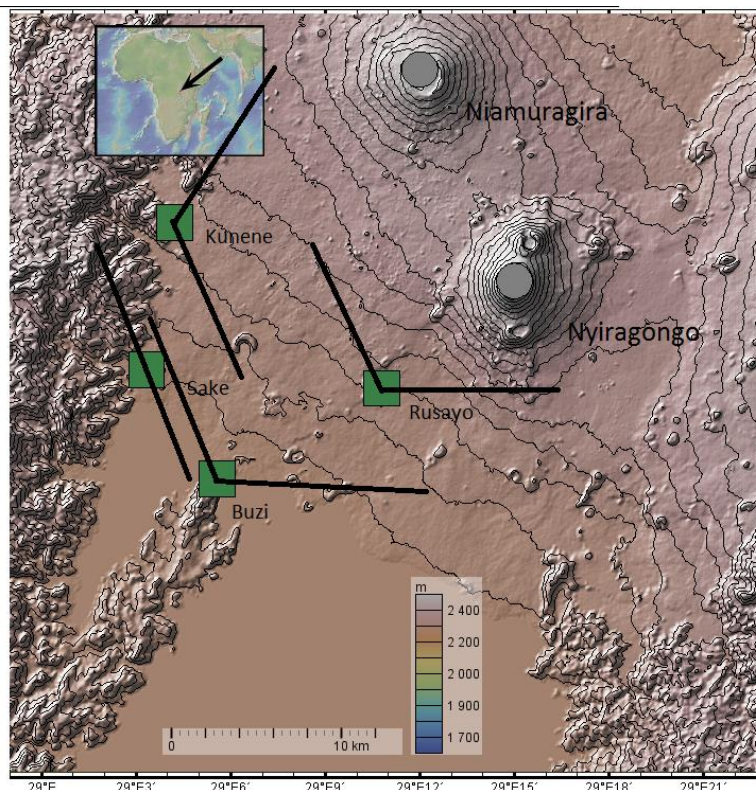 Niamuragira
Kunene
Nyiragongo
Sake
Rusayo
Buzi
m
2 400
2 200
2 000
1 900
1 700
0
10 km
29°E
29°E3'
29°E6'
29°E9'
29°E12'
29°E15'
29°E18'
29°E21'